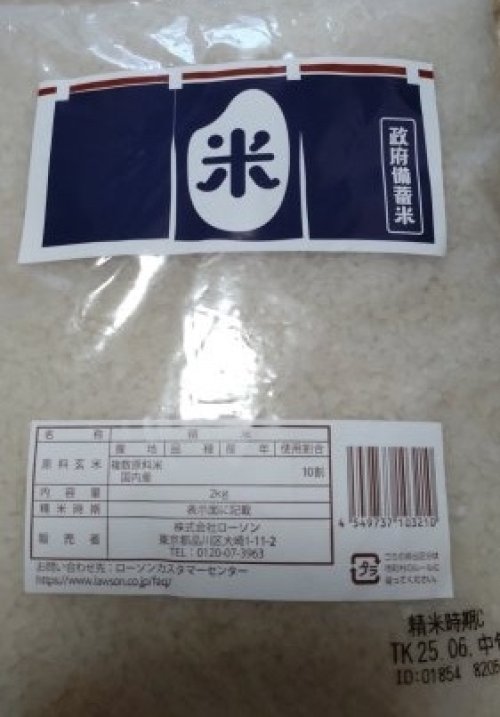 米
政府備蓄米
名 称 精 米
産 地 品 種 産 年 使用割合
原料玄米 複数原料米
国内産 10割
内容量 2kg
精米時期 表示面に記載
販売者 株式会社ローソン
東京都品川区大崎1-11-2
TEL：0120-07-3963
お問い合わせ先：ローソンカスタマーセンター
https://www.lawson.co.jp/faq/
4 549737 103210
プラ
精米時期
TK 25. 06. 中旬
ID:01854 8205